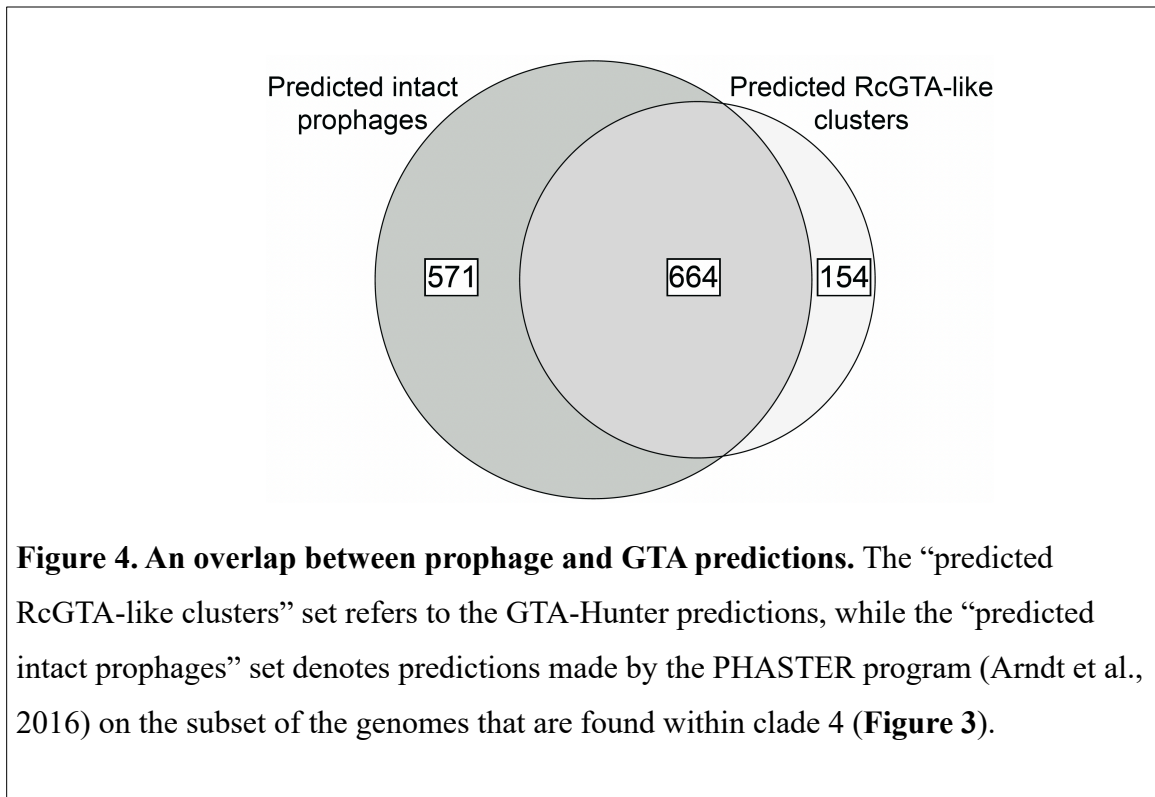 Predicted intact
prophages
Predicted RcGTA-like
clusters
571
664
154
Figure 4. An overlap between prophage and GTA predictions. The “predicted
RcGTA-like clusters” set refers to the GTA-Hunter predictions, while the “predicted
intact prophages” set denotes predictions made by the PHASTER program (Arndt et al.,
2016) on the subset of the genomes that are found within clade 4 (Figure 3).